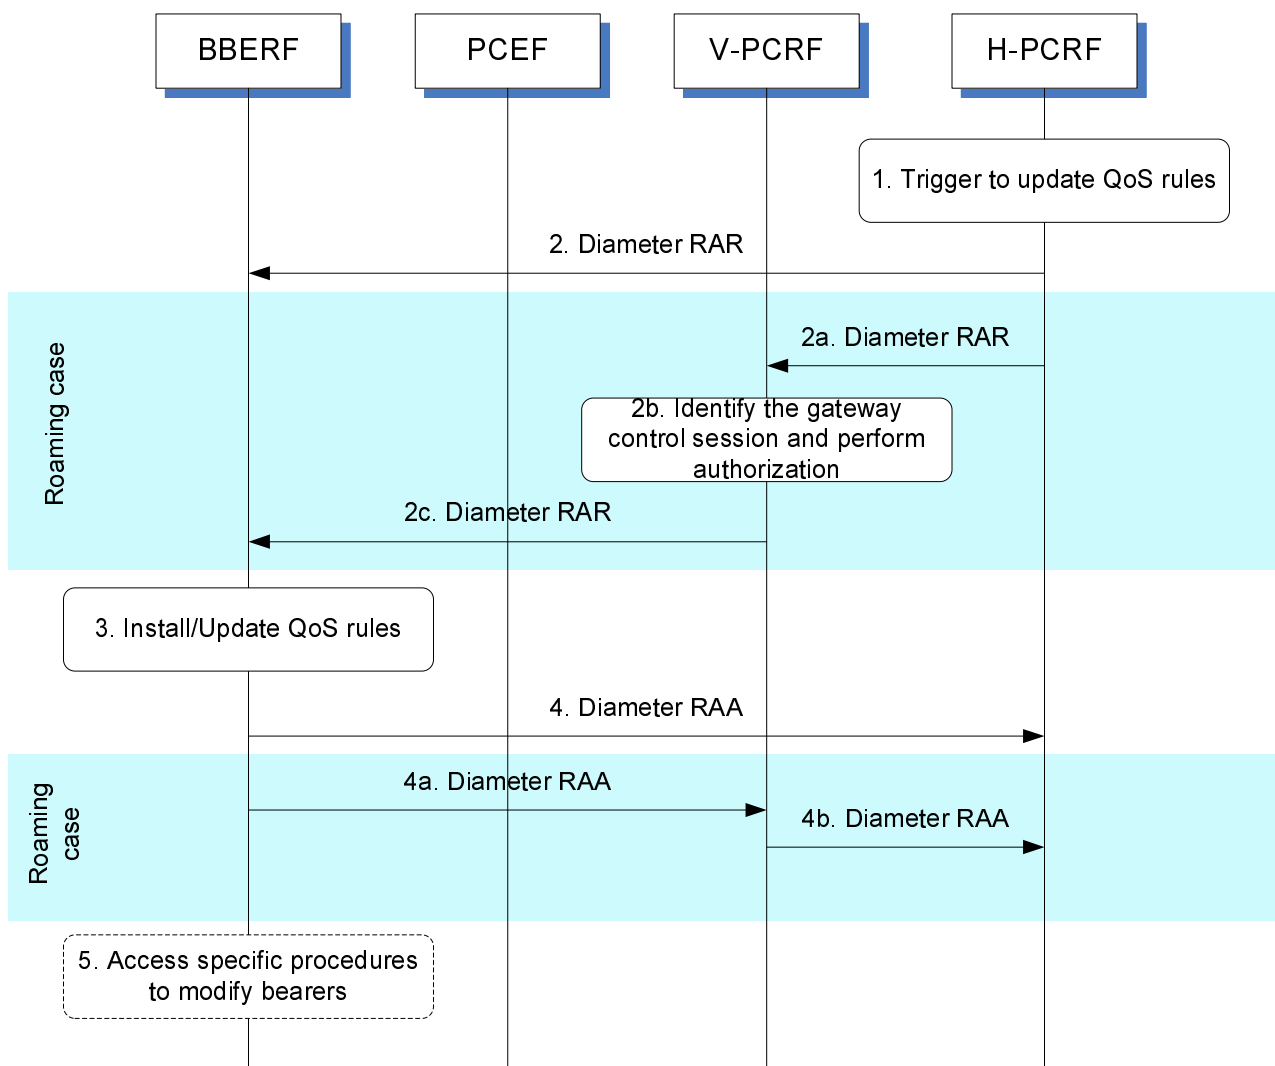 BBERF
PCEF
V-PCRF
H-PCRF
1. Trigger to update QoS rules
2. Diameter RAR
Roaming case
2a. Diameter RAR
2b. Identify the gateway
control session and perform
authorization
2c. Diameter RAR
3. Install/Update QoS rules
4. Diameter RAA
Roaming
case
4a. Diameter RAA
4b. Diameter RAA
5. Access specific procedures
to modify bearers